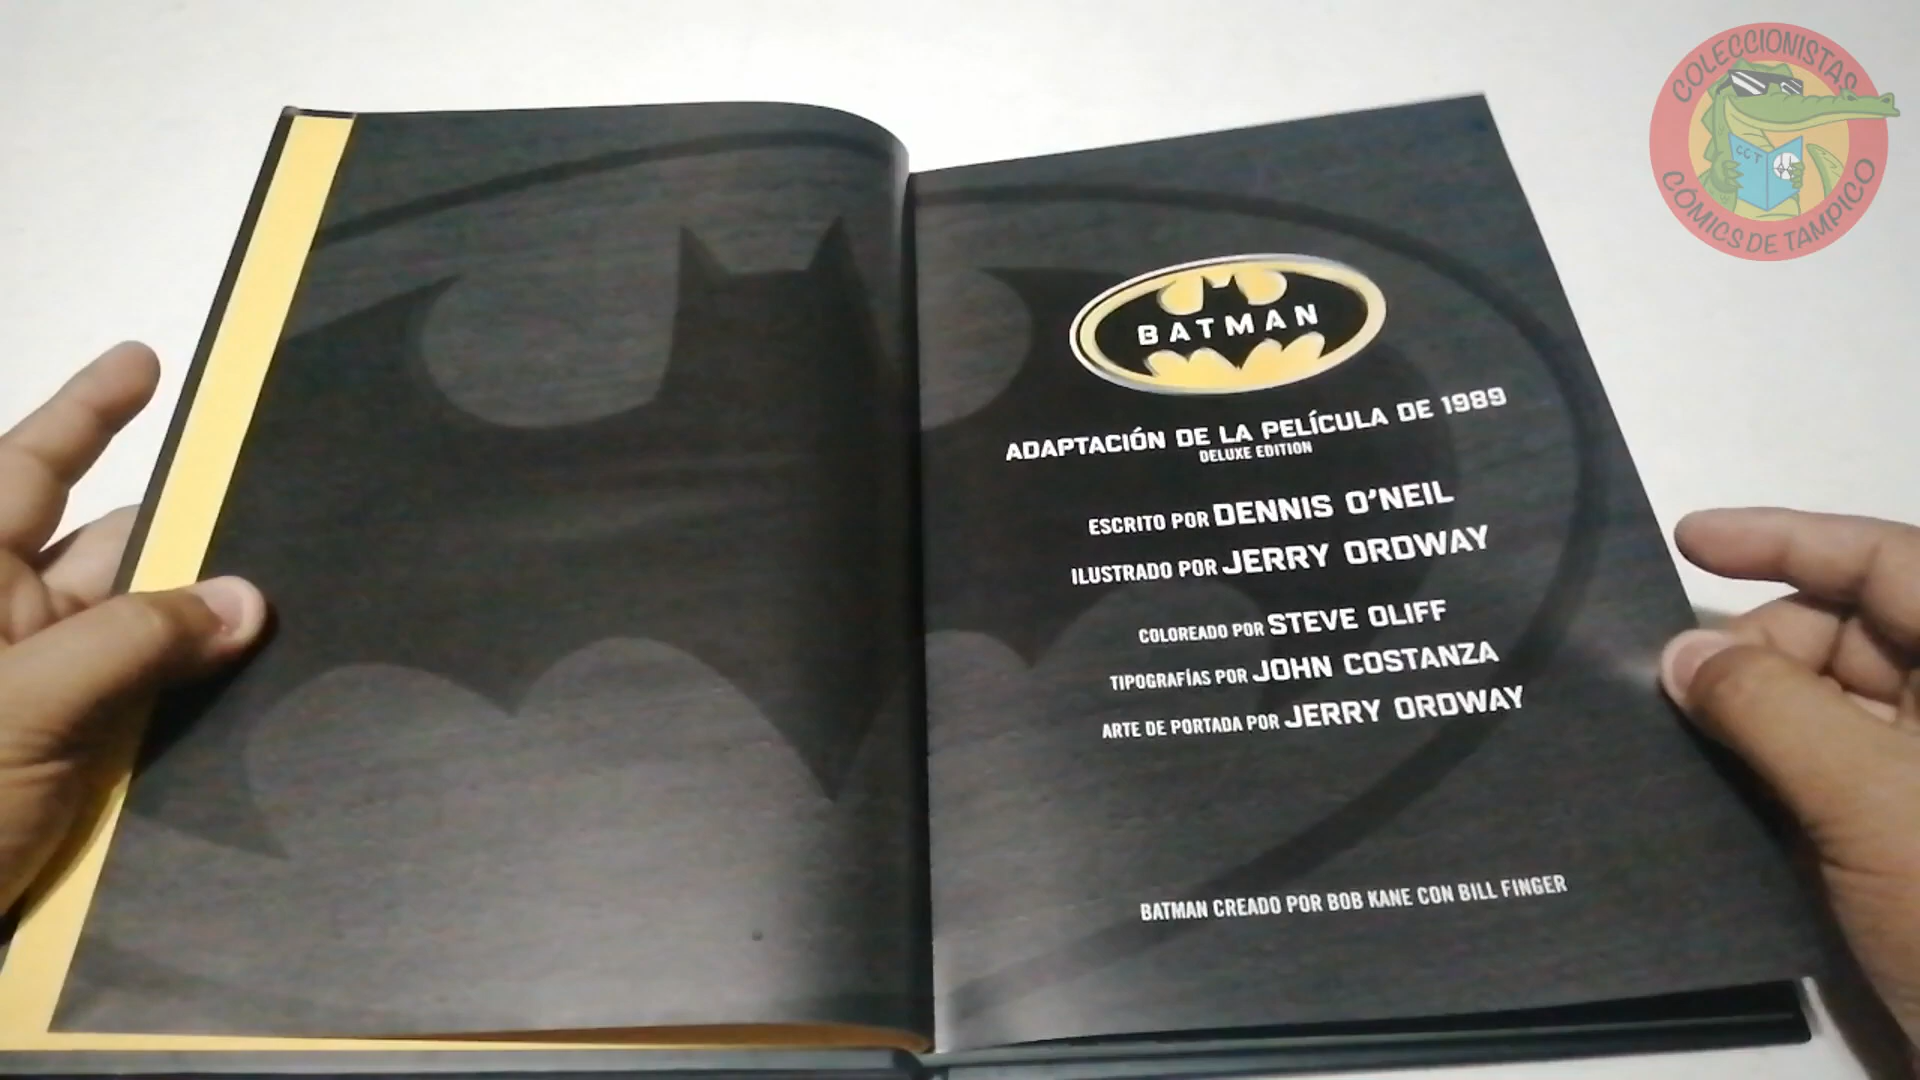 COLECCIONISTAS
CÓMICS DE TAMPICO
CCT
BATMAN
ADAPTACIÓN DE LA PELÍCULA DE 1989
DELUXE EDITION
ESCRITO POR DENNIS O'NEIL
ILUSTRADO POR JERRY ORDWAY
COLOREADO POR STEVE OLIFF
TIPOGRAFÍAS POR JOHN COSTANZA
ARTE DE PORTADA POR JERRY ORDWAY
BATMAN CREADO POR BOB KANE CON BILL FINGER